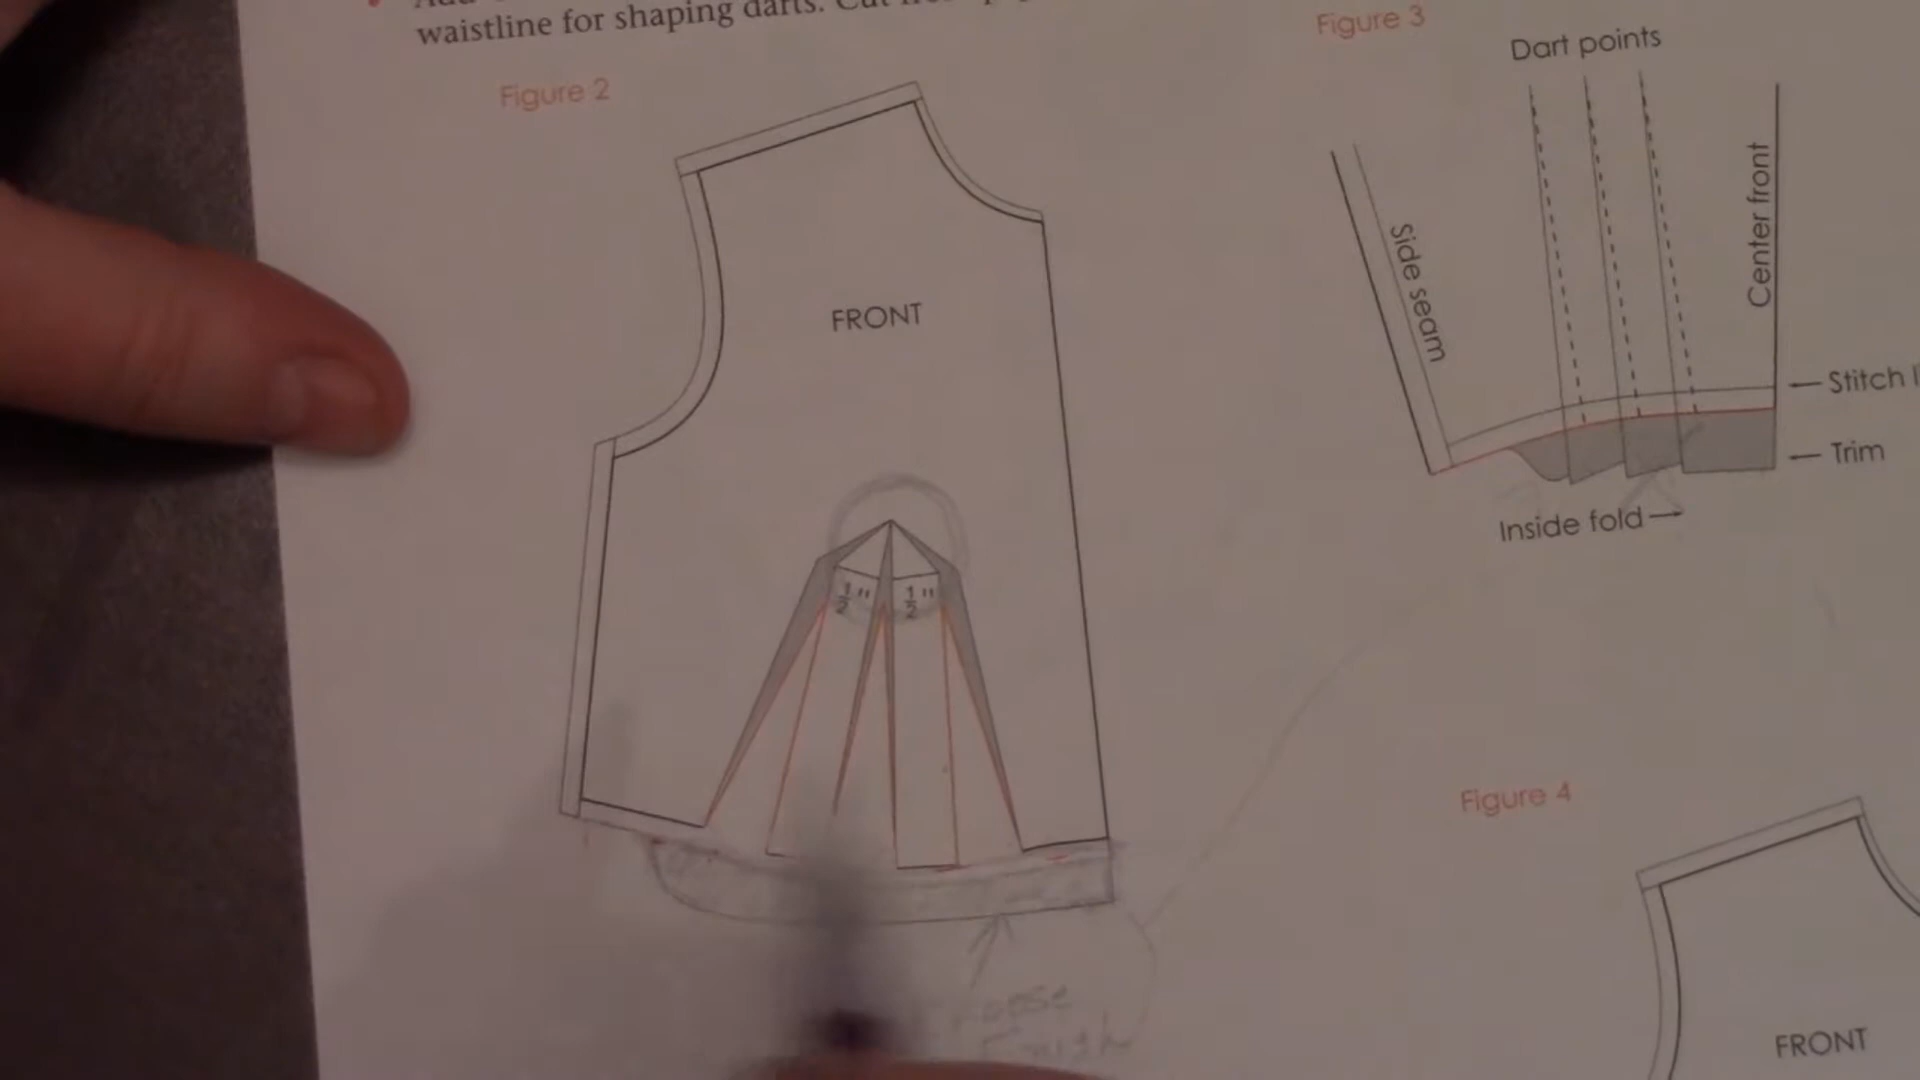 waistline for shaping darts.
Figure 2
FRONT
1/2" 1/2"
Figure 3
Dart points
Side seam
Center front
Stitch
Trim
Inside fold
Figure 4
FRONT